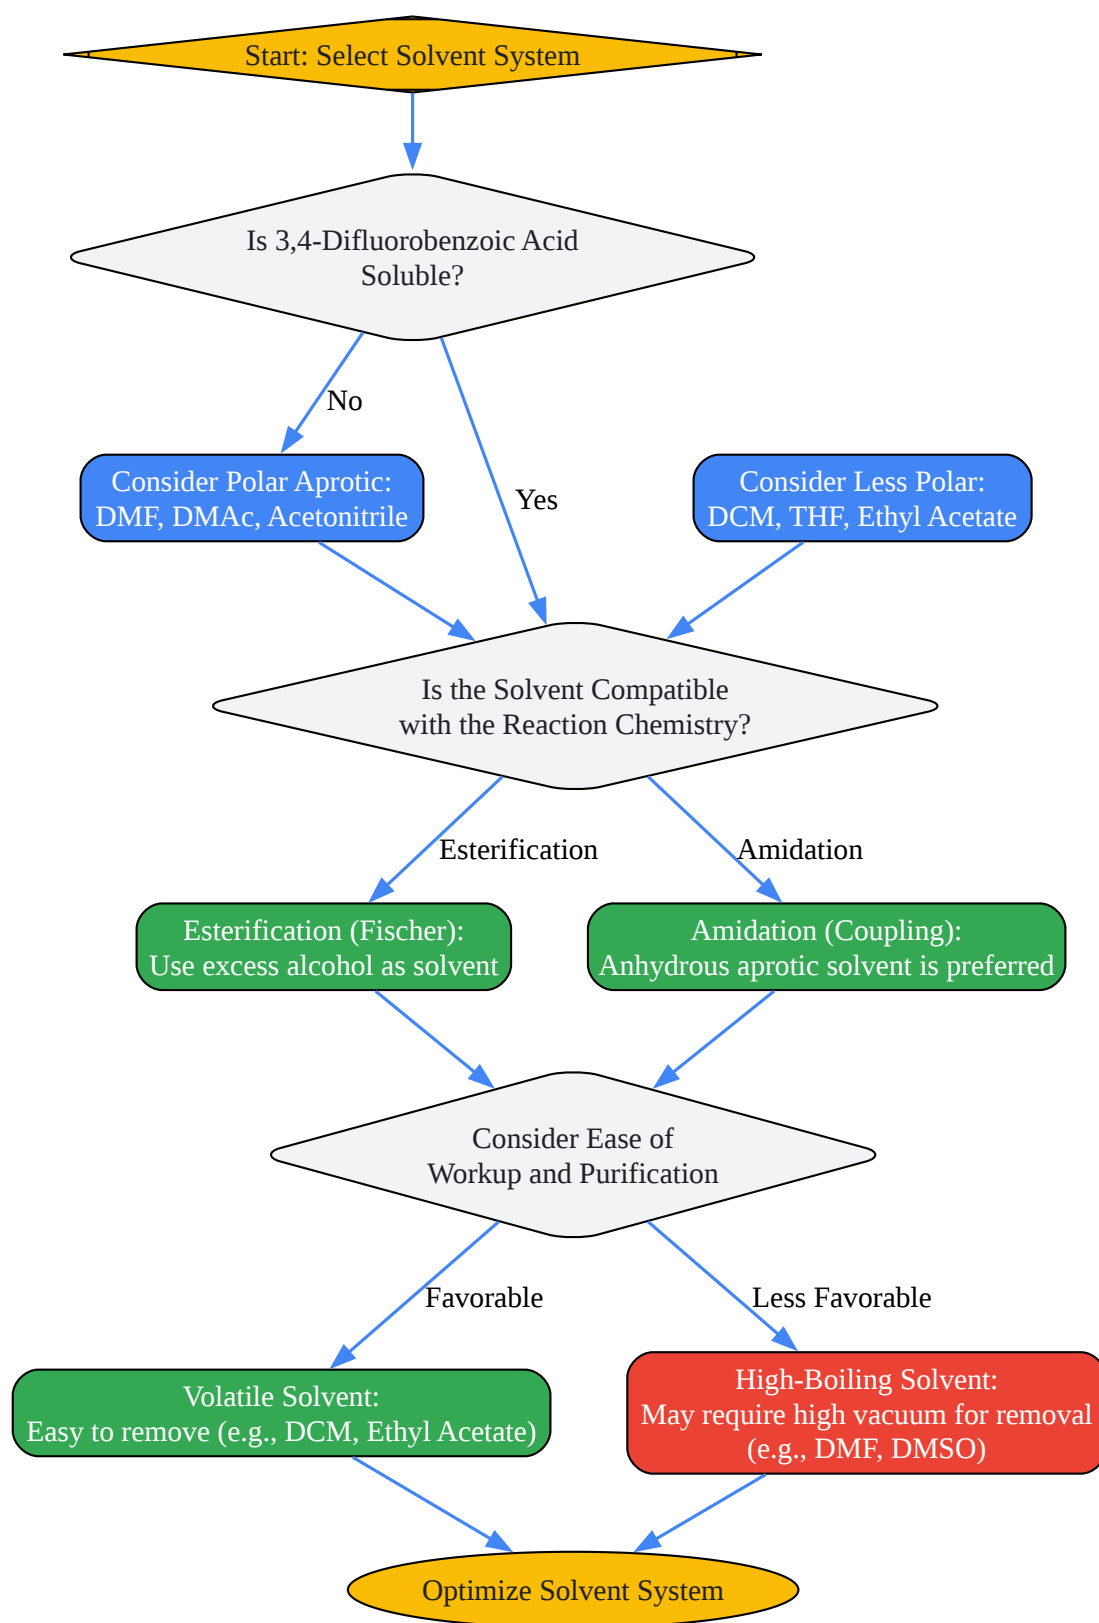 Start: Select Solvent System
Is 3,4-Difluorobenzoic Acid
Soluble?
No
Yes
Consider Polar Aprotic:
DMF, DMAc, Acetonitrile
Consider Less Polar:
DCM, THF, Ethyl Acetate
Is the Solvent Compatible
with the Reaction Chemistry?
Esterification
Amidation
Esterification (Fischer):
Use excess alcohol as solvent
Amidation (Coupling):
Anhydrous aprotic solvent is preferred
Consider Ease of
Workup and Purification
Favorable
Less Favorable
Volatile Solvent:
Easy to remove (e.g., DCM, Ethyl Acetate)
High-Boiling Solvent:
May require high vacuum for removal
(e.g., DMF, DMSO)
Optimize Solvent System